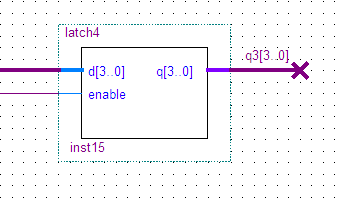 latch4
.q3[3..0]
d[3..0] q[3..0]
enable
inst15